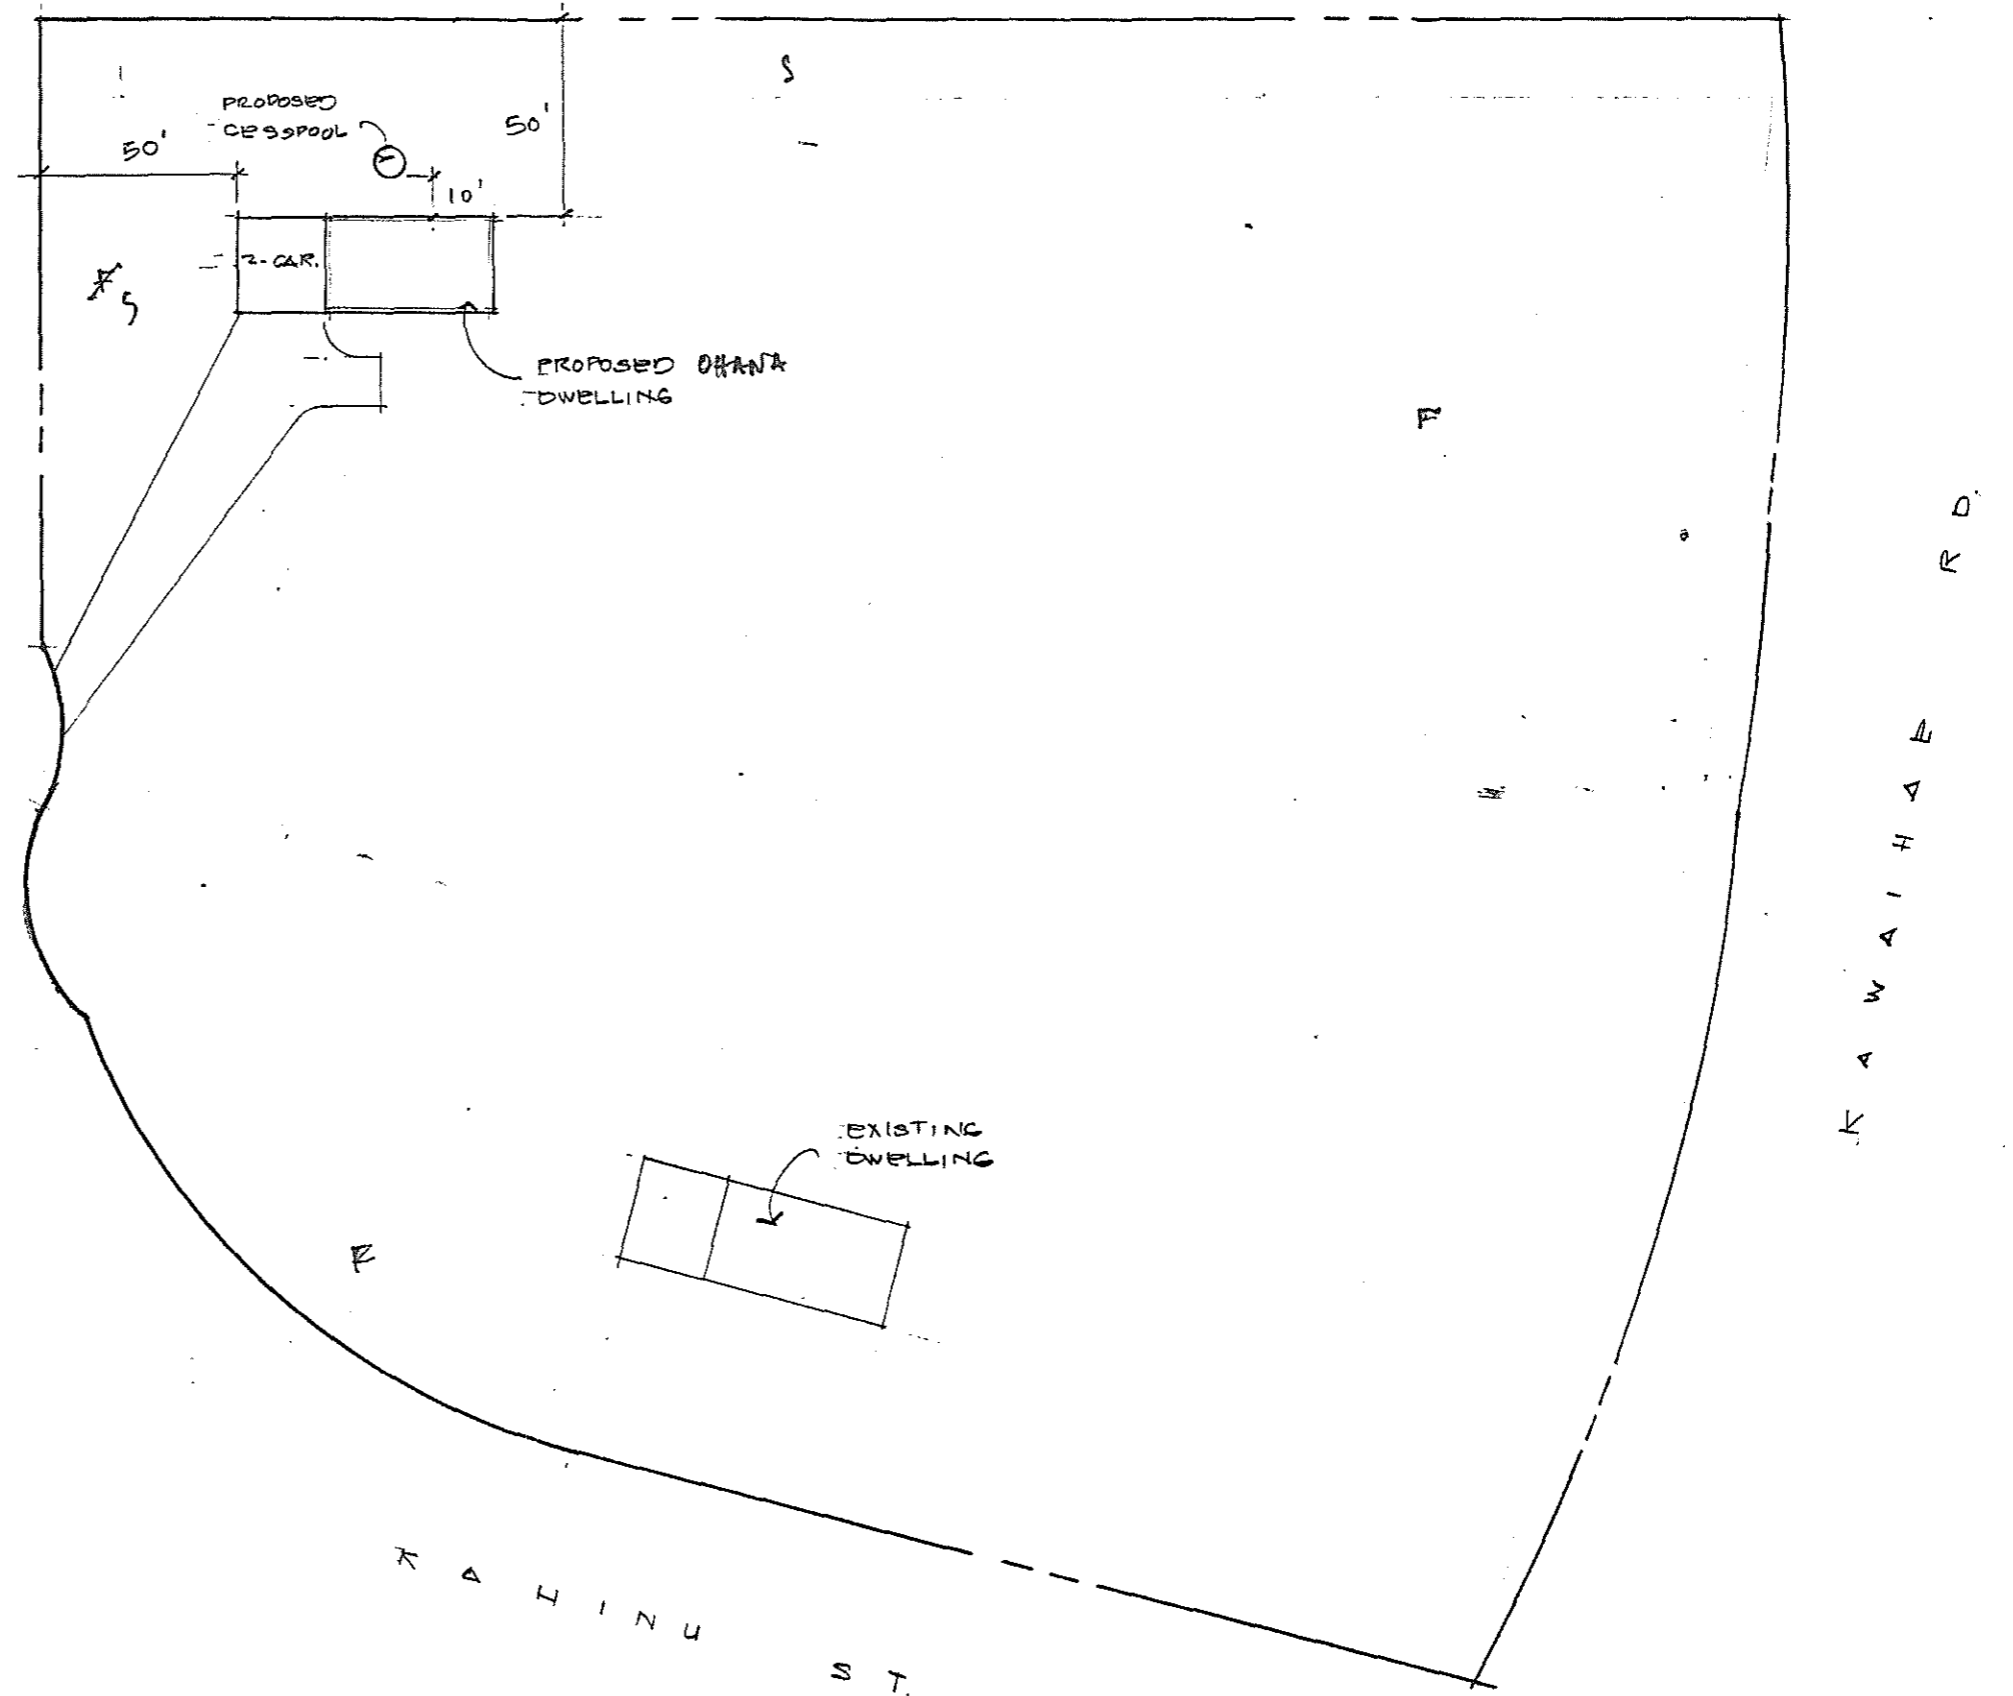 S
PROPOSED
CESSPOOL
50'
50'
10'
2-CAR.
S
PROPOSED OHANA
DWELLING
F
KAWAIHAE RD.
EXISTING
DWELLING
F
KAHINU ST.